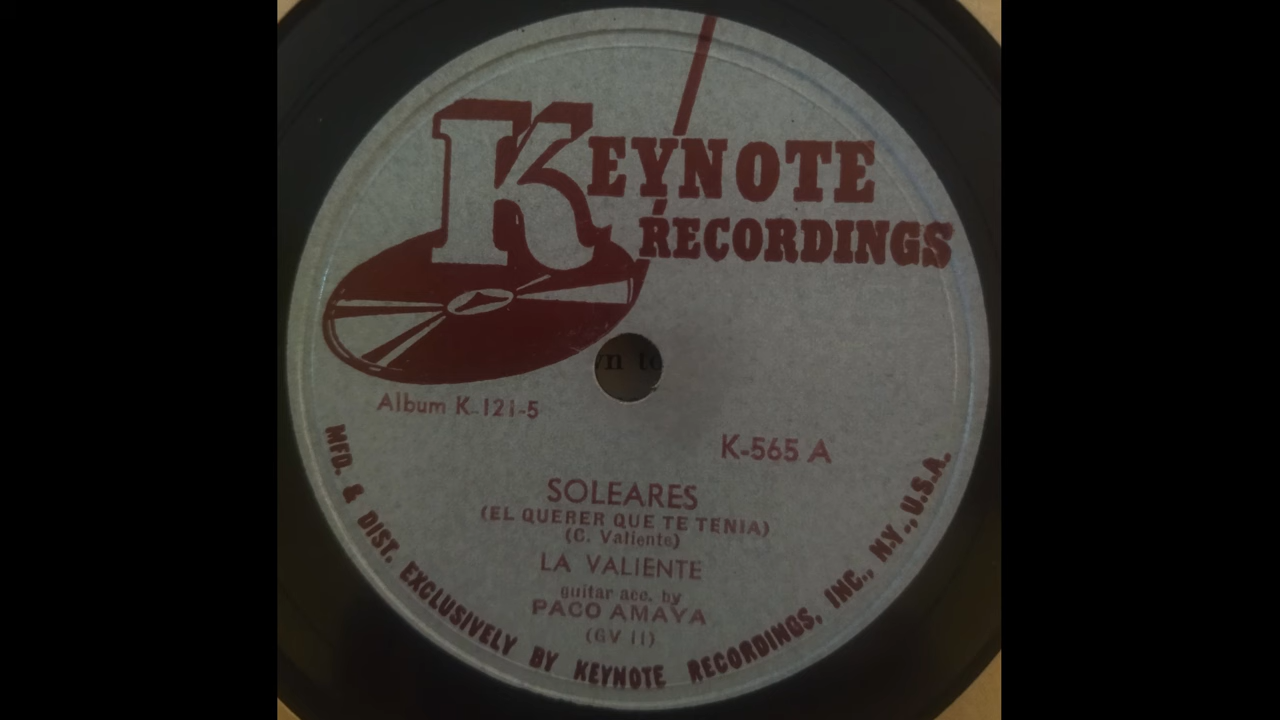 KEYNOTE
RECORDINGS
Album K-121-5
K-565 A
SOLEARES
(EL QUERER QUE TE TENIA)
(C. Valiente)
LA VALIENTE
guitar acc. by
PACO AMAYA
(GV 11)
MFD. & DIST. EXCLUSIVELY BY KEYNOTE RECORDINGS, INC., N.Y., U.S.A.